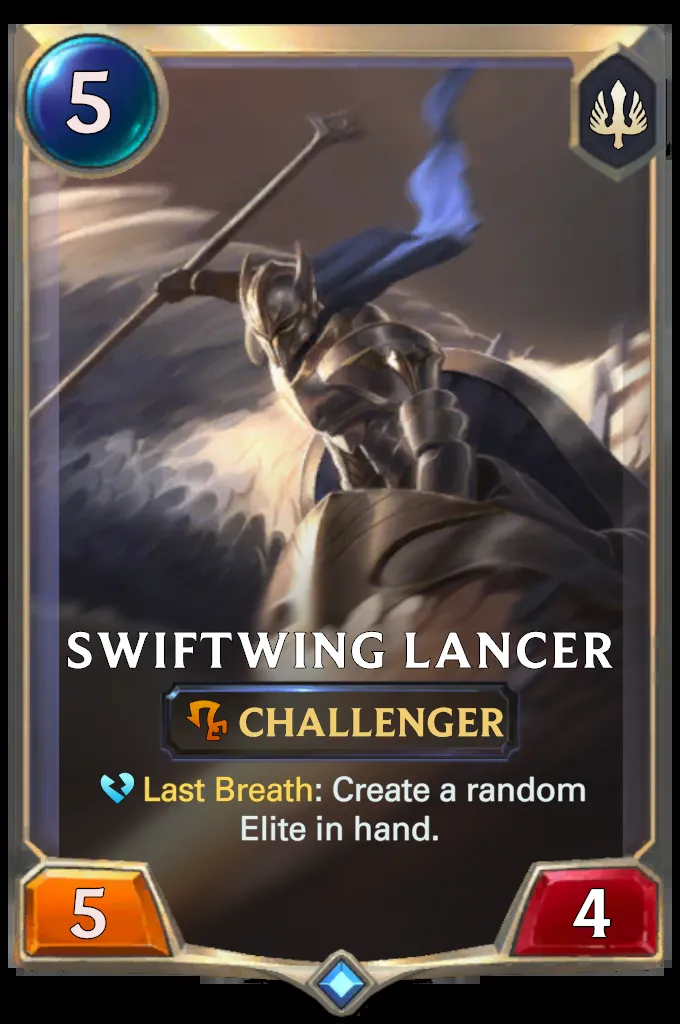 5
SWIFTWING LANCER
CHALLENGER
Last Breath: Create a random
Elite in hand.
5
4